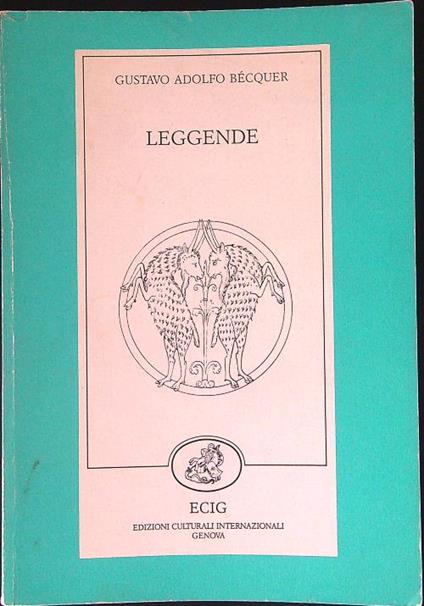 GUSTAVO ADOLFO BÉCQUER
LEGGENDE
ECIG
EDIZIONI CULTURALI INTERNAZIONALI
GENOVA